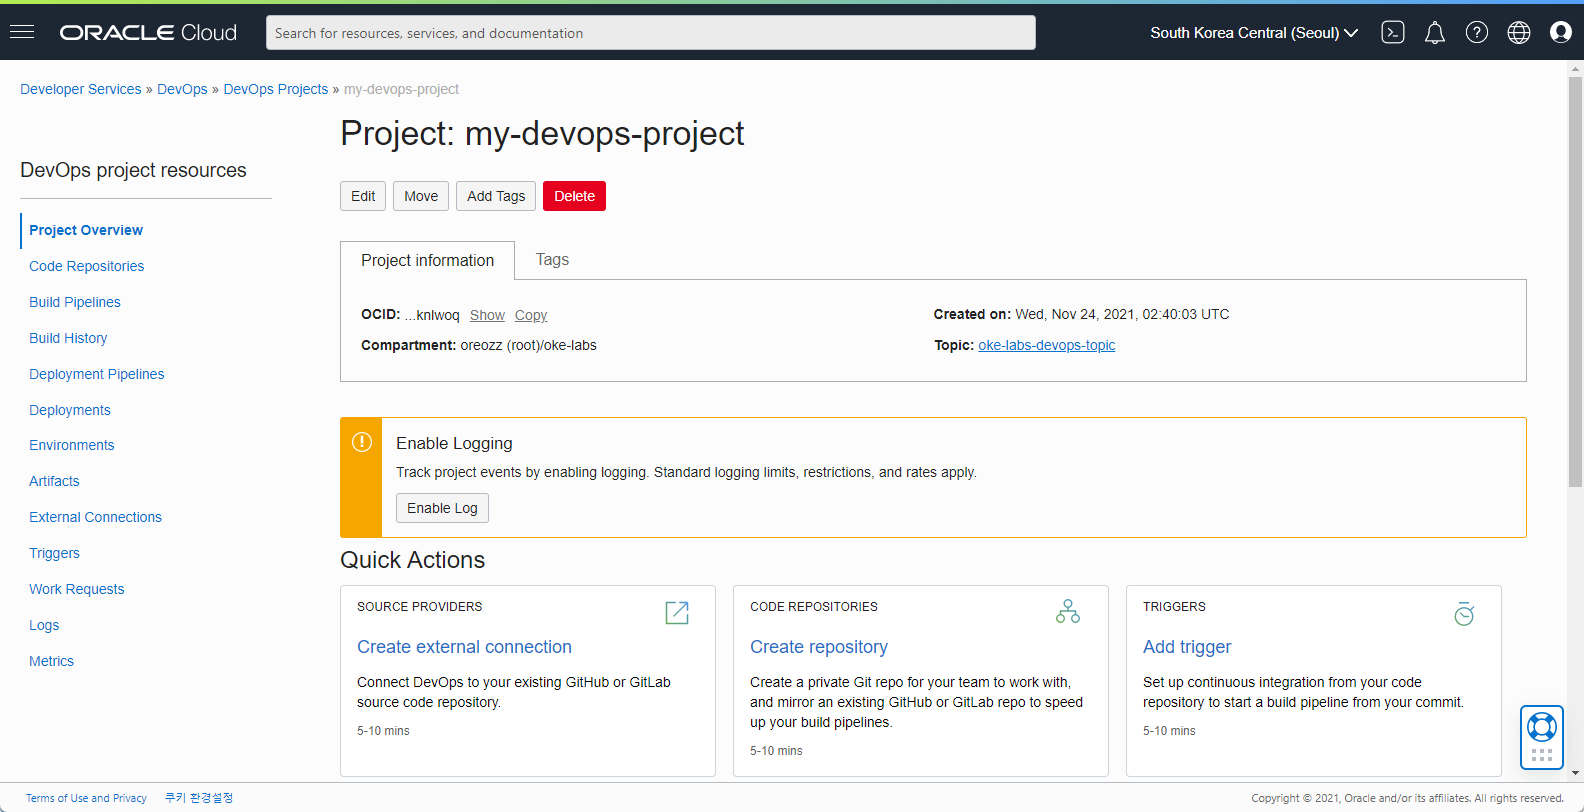 ORACLE Cloud
Search for resources, services, and documentation
South Korea Central (Seoul)
Developer Services » DevOps » DevOps Projects » my-devops-project
Project: my-devops-project
DevOps project resources
Edit
Move
Add Tags
Delete
Project Overview
Code Repositories
Build Pipelines
Build History
Deployment Pipelines
Deployments
Environments
Artifacts
External Connections
Triggers
Work Requests
Logs
Metrics
Project information
Tags
OCID: ...knlwoq Show Copy
Compartment: oreozz (root)/oke-labs
Created on: Wed, Nov 24, 2021, 02:40:03 UTC
Topic: oke-labs-devops-topic
Enable Logging
Track project events by enabling logging. Standard logging limits, restrictions, and rates apply.
Enable Log
Quick Actions
SOURCE PROVIDERS
Create external connection
Connect DevOps to your existing GitHub or GitLab
source code repository.
5-10 mins
CODE REPOSITORIES
Create repository
Create a private Git repo for your team to work with,
and mirror an existing GitHub or GitLab repo to speed
up your build pipelines.
5-10 mins
TRIGGERS
Add trigger
Set up continuous integration from your code
repository to start a build pipeline from your commit.
5-10 mins
Terms of Use and Privacy
쿠키 환경설정
Copyright © 2021, Oracle and/or its affiliates. All rights reserved.